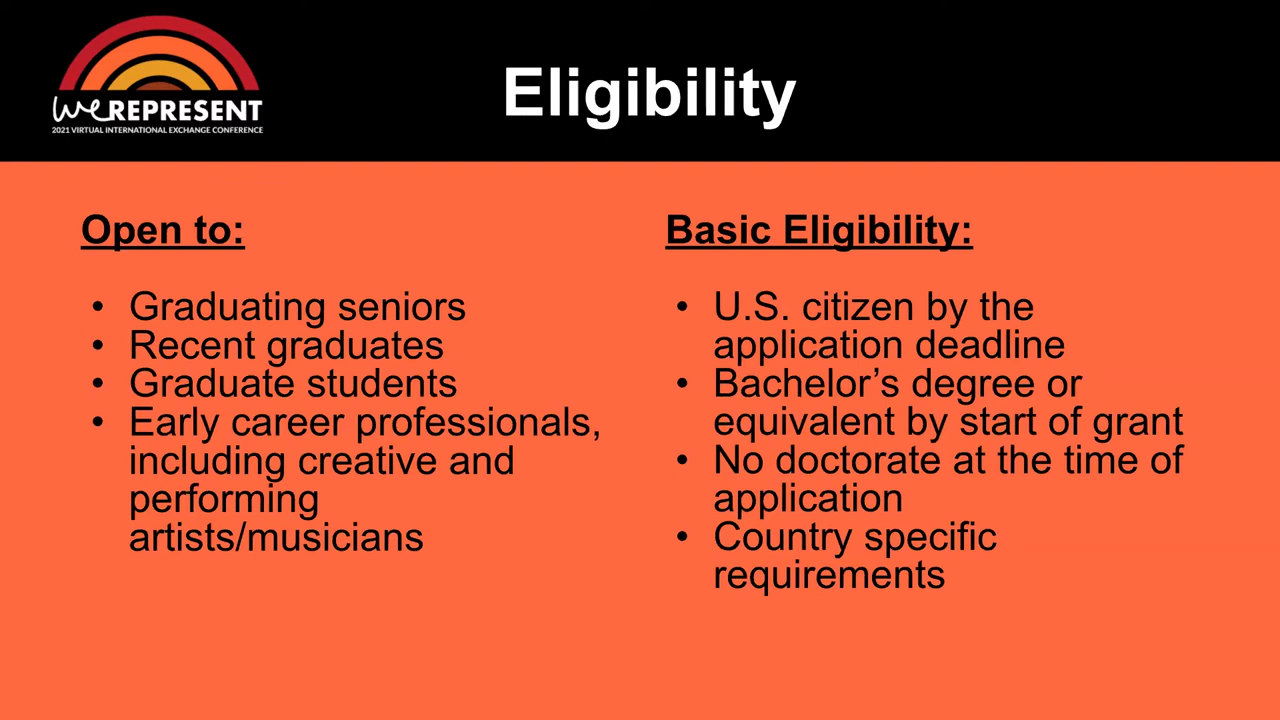 we REPRESENT
2021 VIRTUAL INTERNATIONAL EXCHANGE CONFERENCE
Eligibility
Open to:
• Graduating seniors
• Recent graduates
• Graduate students
• Early career professionals,
including creative and
performing
artists/musicians
Basic Eligibility:
• U.S. citizen by the
application deadline
• Bachelor’s degree or
equivalent by start of grant
• No doctorate at the time of
application
• Country specific
requirements